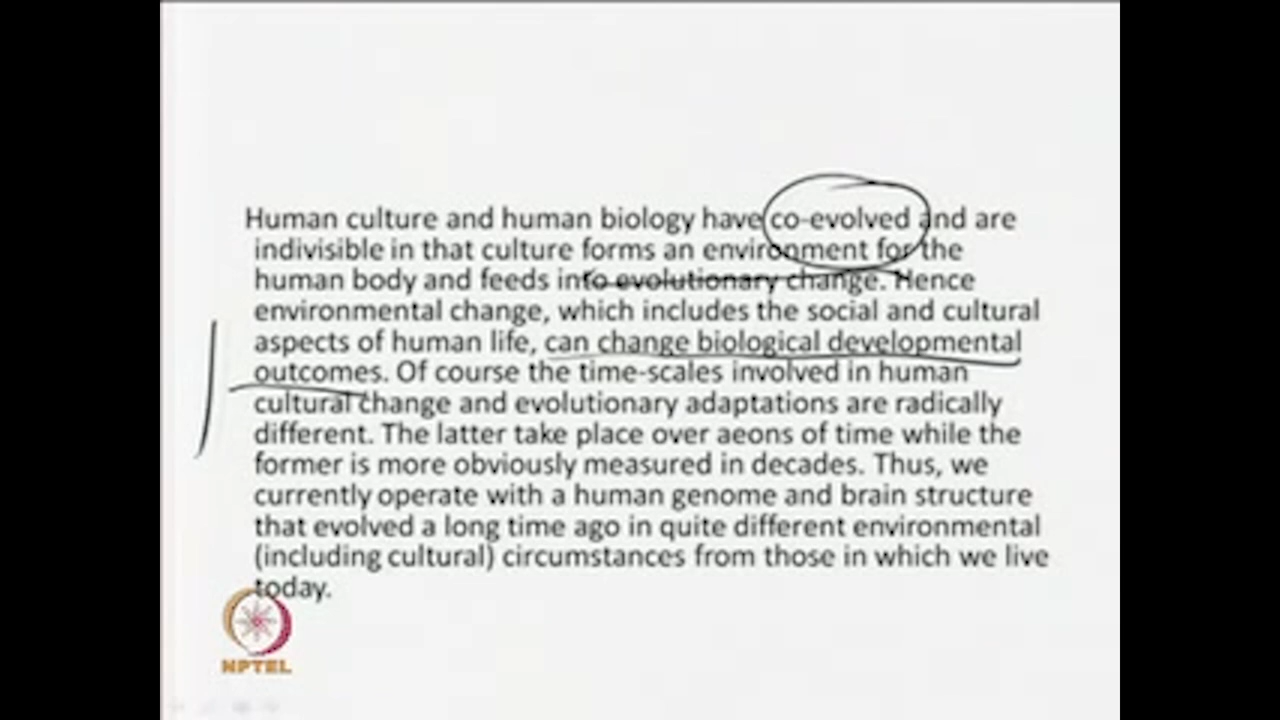 Human culture and human biology have co-evolved and are
indivisible in that culture forms an environment for the
human body and feeds into evolutionary change. Hence
environmental change, which includes the social and cultural
aspects of human life, can change biological developmental
outcomes. Of course the time-scales involved in human
cultural change and evolutionary adaptations are radically
different. The latter take place over aeons of time while the
former is more obviously measured in decades. Thus, we
currently operate with a human genome and brain structure
that evolved a long time ago in quite different environmental
(including cultural) circumstances from those in which we live
today.
NPTEL